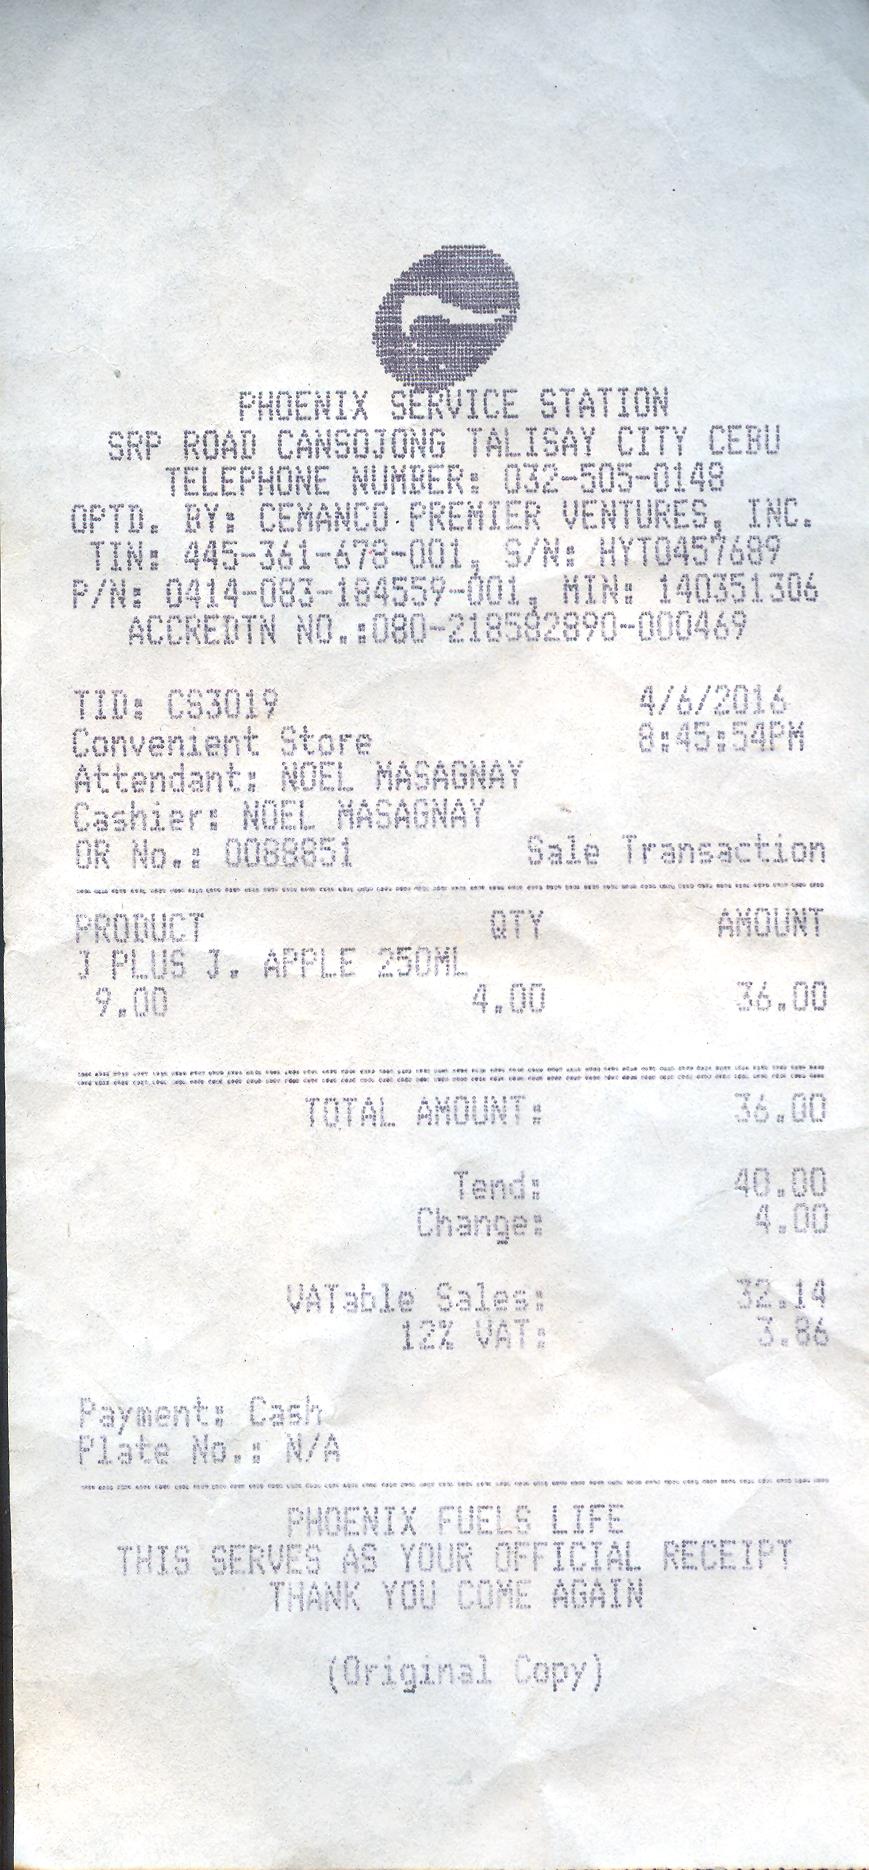 PHOENIX SERVICE STATION
SRP ROAD CANSOJONG TALISAY CITY CEBU
TELEPHONE NUMBER: 032-505-0148
OPTD. BY: CEMANCO PREMIER VENTURES, INC.
TIN: 445-361-678-001, S/N: HYTO457689
P/N: 0414-083-184559-001, MIN: 140351306
ACCREDTN NO.:080-218582890-000469
TID: CS3019 4/6/2016
Convenient Store 8:45:54PM
Attendant: NOEL MASAGNAY
Cashier: NOEL MASAGNAY
OR No.: 0088851 Sale Transaction
PRODUCT QTY AMOUNT
J PLUS J. APPLE 250ML
9.00 4.00 36.00
TOTAL AMOUNT: 36.00
Tend: 40.00
Change: 4.00
VATable Sales: 32.14
12% VAT: 3.86
Payment: Cash
Plate No.: N/A
PHOENIX FUELS LIFE
THIS SERVES AS YOUR OFFICIAL RECEIPT
THANK YOU COME AGAIN
(Original Copy)